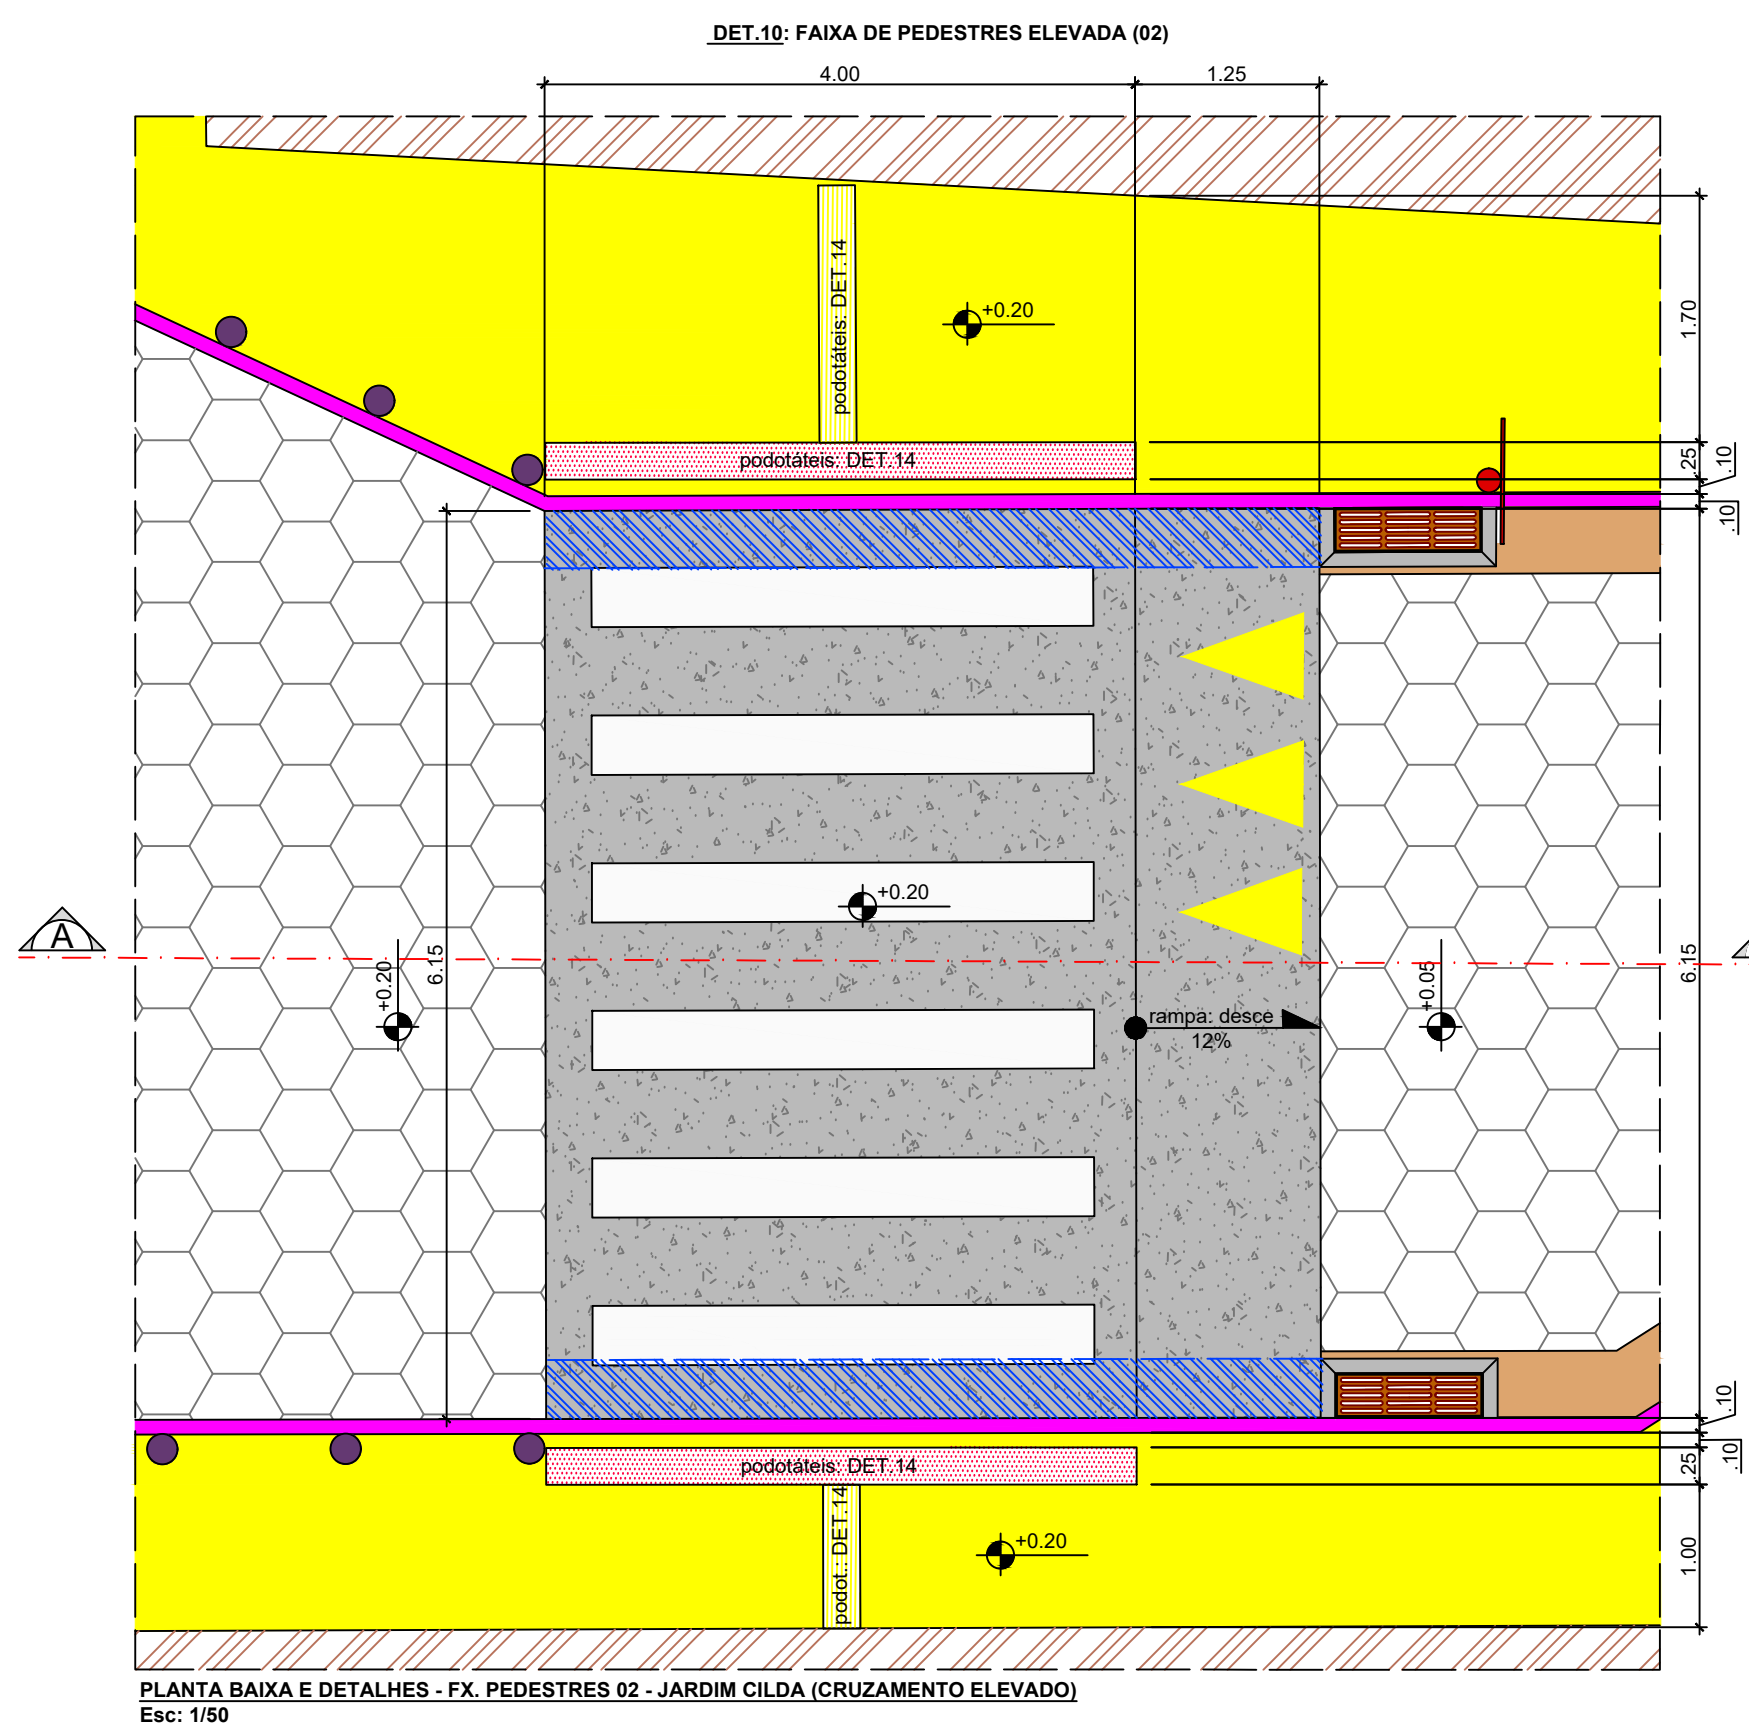 DET.10: FAIXA DE PEDESTRES ELEVADA (02)
4.00
1.25
podotáteis: DET.14
+0.20
1.70
podotáteis: DET.14
.25
.10
.10
+0.20
A
+0.20
6.15
+0.05
6.15
rampa: desce
12%
.10
podotáteis: DET.14
.25
.10
podot.: DET.14
+0.20
1.00
PLANTA BAIXA E DETALHES - FX. PEDESTRES 02 - JARDIM CILDA (CRUZAMENTO ELEVADO)
Esc: 1/50